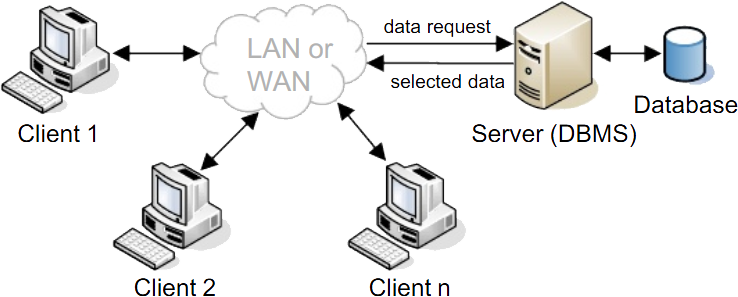 data request
LAN or
WAN
selected data
Database
Client 1
Server (DBMS)
Client 2
Client n